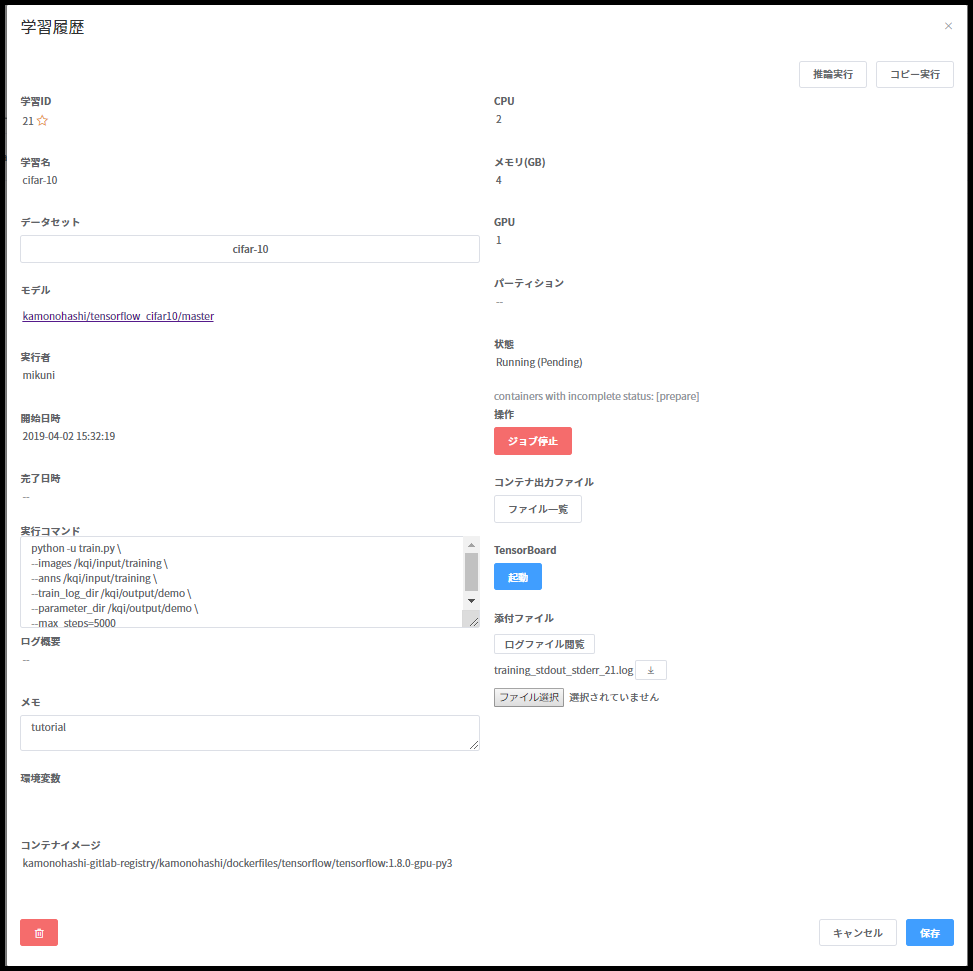 学習履歴
×
推論実行
コピー実行
学習ID
21
学習名
cifar-10
データセット
cifar-10
モデル
kamonohashi/tensorflow_cifar10/master
実行者
mikuni
開始日時
2019-04-02 15:32:19
完了日時
--
実行コマンド
python -u train.py \
--images /kqi/input/training \
--anns /kqi/input/training \
--train_log_dir /kqi/output/demo \
--parameter_dir /kqi/output/demo \
--max_steps=5000
ログ概要
--
メモ
tutorial
環境変数
コンテナイメージ
kamonohashi-gitlab-registry/kamonohashi/dockerfiles/tensorflow/tensorflow:1.8.0-gpu-py3
CPU
2
メモリ(GB)
4
GPU
1
パーティション
--
状態
Running (Pending)
containers with incomplete status: [prepare]
操作
ジョブ停止
コンテナ出力ファイル
ファイル一覧
TensorBoard
起動
添付ファイル
ログファイル閲覧
training_stdout_stderr_21.log
ファイル選択 選択されていません
キャンセル
保存